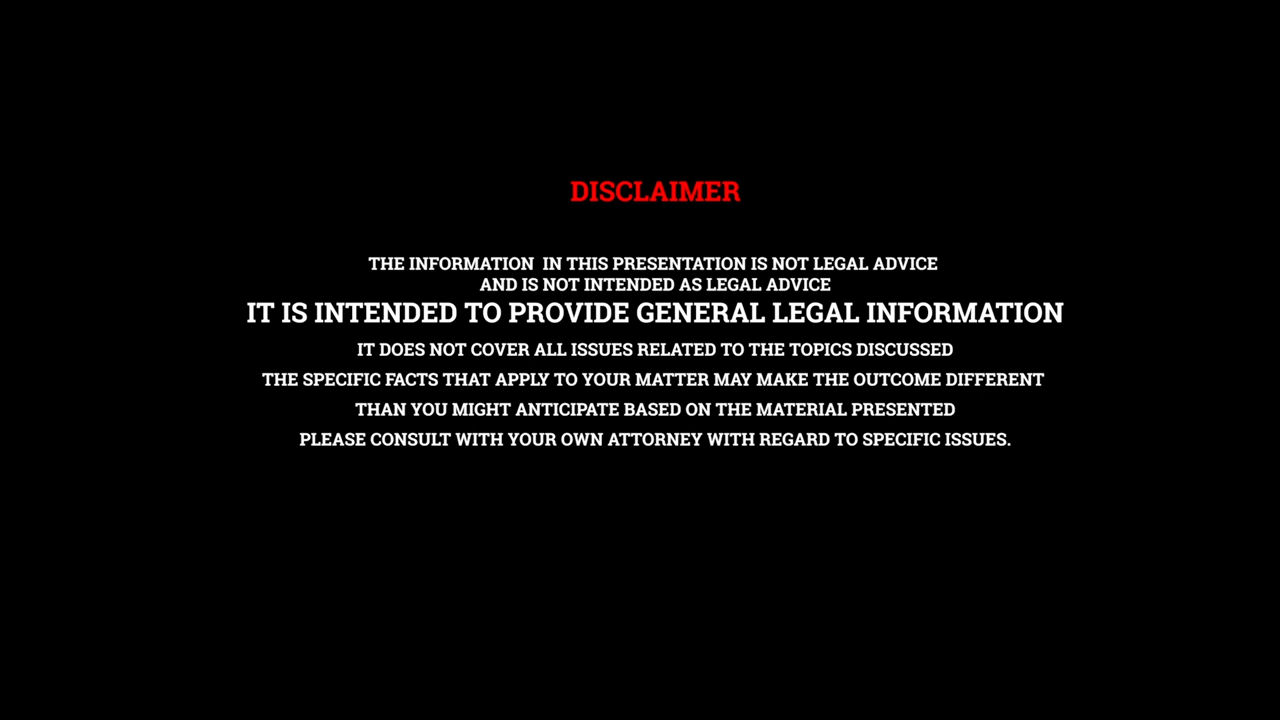 DISCLAIMER
THE INFORMATION  IN THIS PRESENTATION IS NOT LEGAL ADVICE
AND IS NOT INTENDED AS LEGAL ADVICE
IT IS INTENDED TO PROVIDE GENERAL LEGAL INFORMATION
IT DOES NOT COVER ALL ISSUES RELATED TO THE TOPICS DISCUSSED
THE SPECIFIC FACTS THAT APPLY TO YOUR MATTER MAY MAKE THE OUTCOME DIFFERENT
THAN YOU MIGHT ANTICIPATE BASED ON THE MATERIAL PRESENTED
PLEASE CONSULT WITH YOUR OWN ATTORNEY WITH REGARD TO SPECIFIC ISSUES.